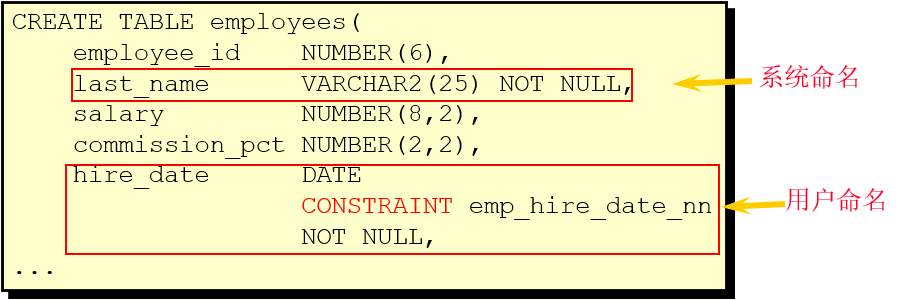 CREATE TABLE employees(
employee_id NUMBER(6),
last_name VARCHAR2(25) NOT NULL,
系统命名
salary NUMBER(8,2),
commission_pct NUMBER(2,2),
hire_date DATE
CONSTRAINT emp_hire_date_nn
用户命名
NOT NULL,
...